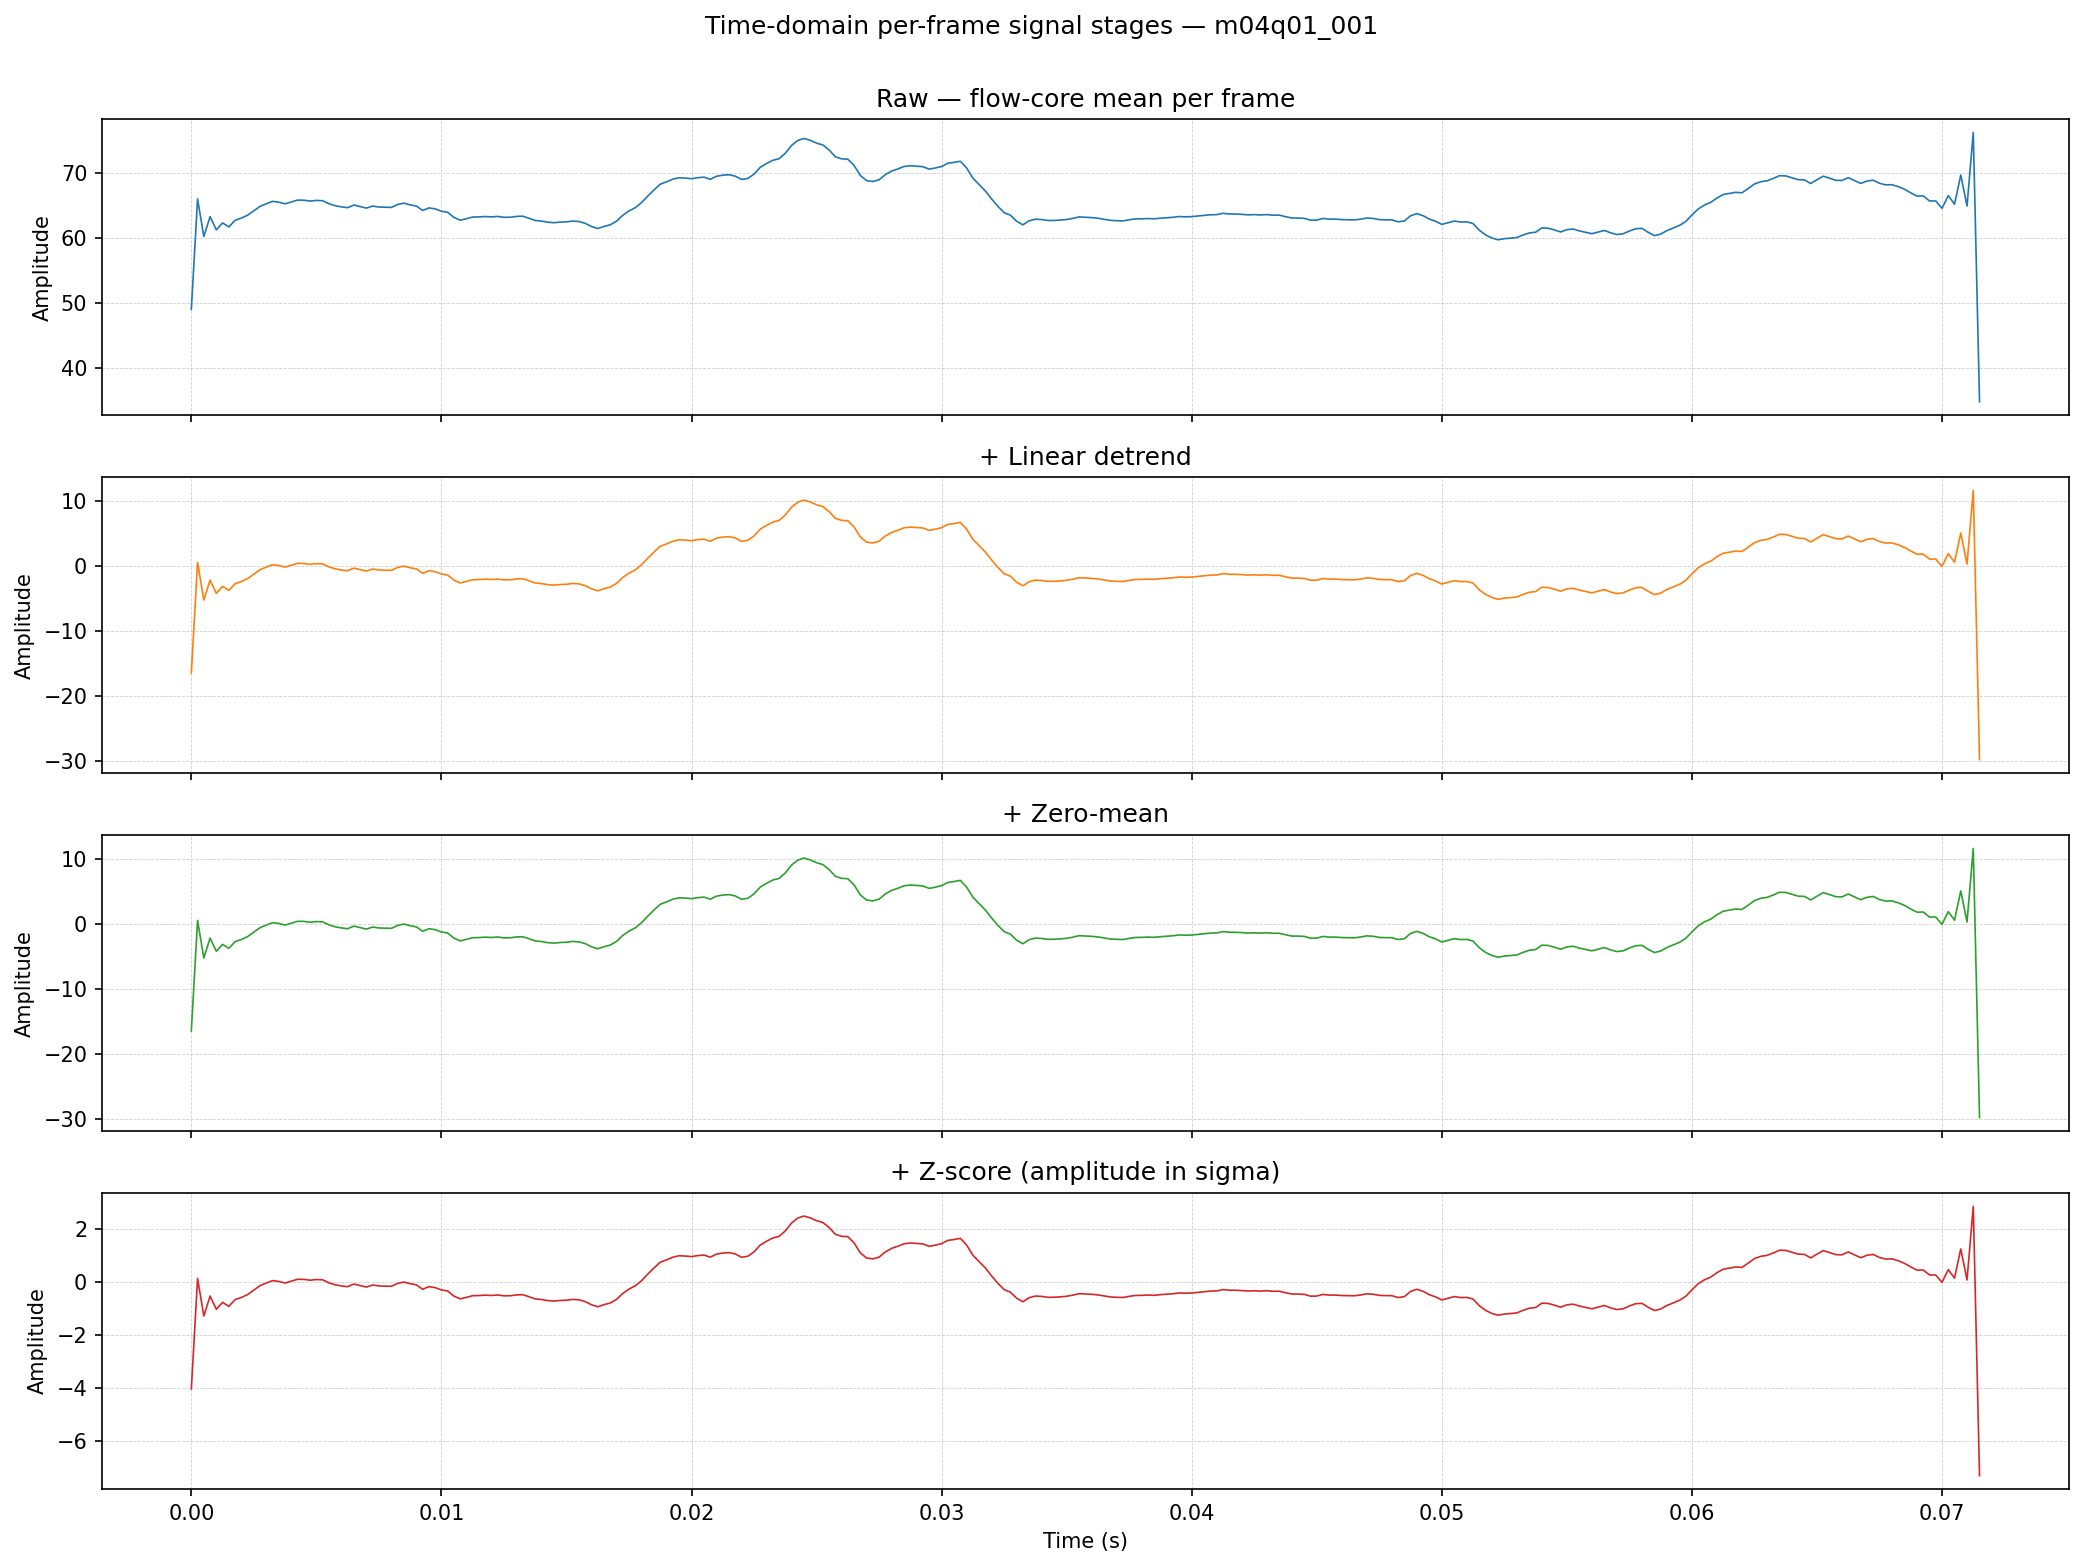 Time-domain per-frame signal stages — m04q01_001
Raw — flow-core mean per frame
Amplitude
70
60
50
40
+ Linear detrend
Amplitude
10
0
−10
−20
−30
+ Zero-mean
Amplitude
10
0
−10
−20
−30
+ Z-score (amplitude in sigma)
Amplitude
2
0
−2
−4
−6
0.00 0.01 0.02 0.03 0.04 0.05 0.06 0.07
Time (s)